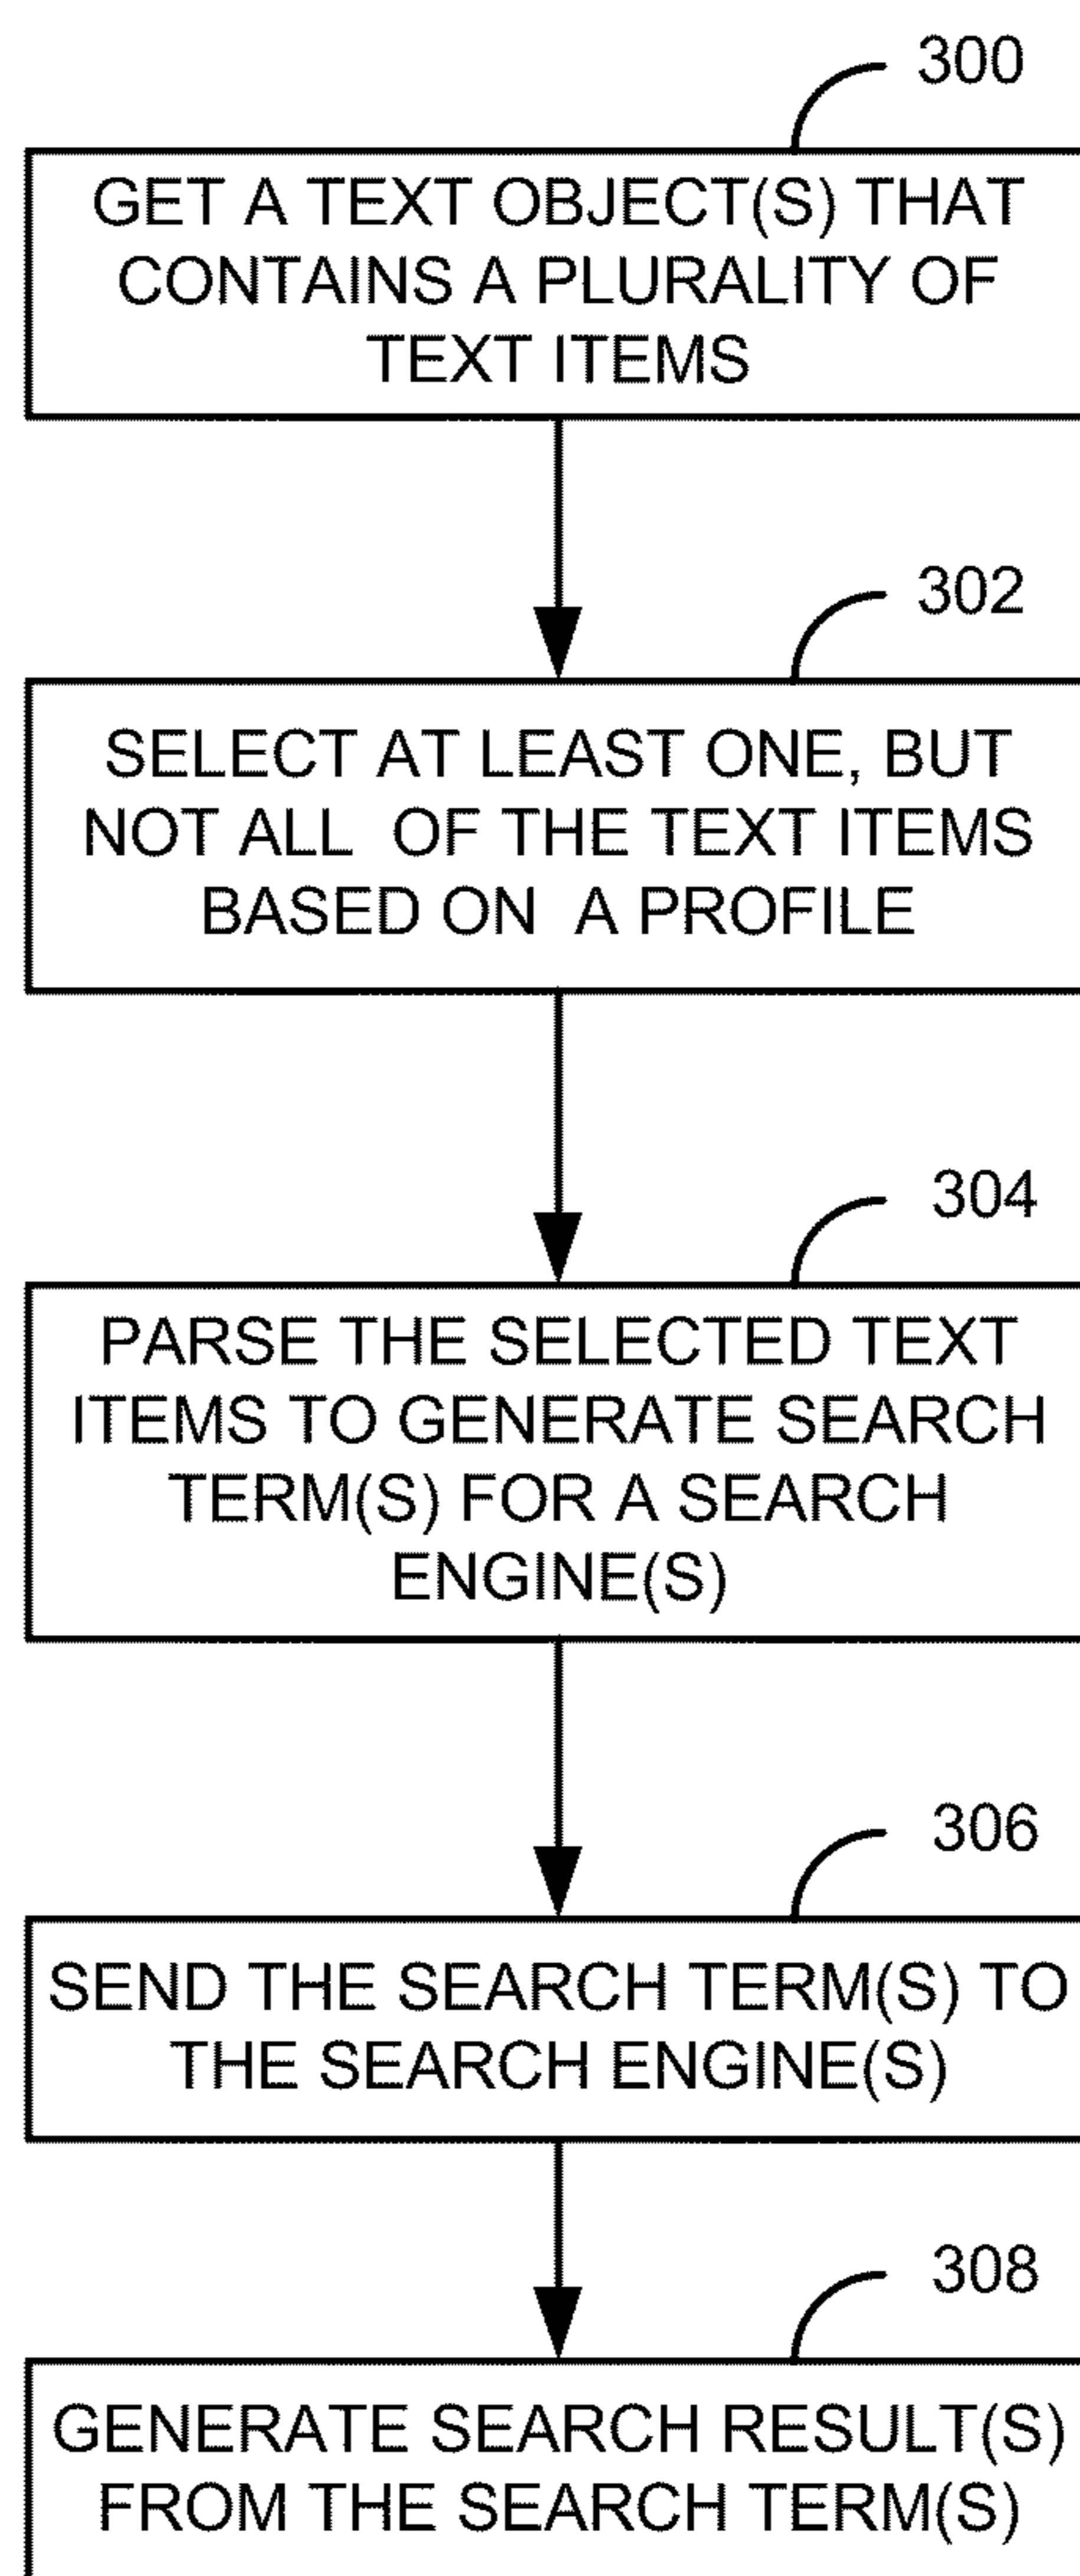 300
GET A TEXT OBJECT(S) THAT
CONTAINS A PLURALITY OF
TEXT ITEMS
302
SELECT AT LEAST ONE, BUT
NOT ALL  OF THE TEXT ITEMS
BASED ON  A PROFILE
304
PARSE THE SELECTED TEXT
ITEMS TO GENERATE SEARCH
TERM(S) FOR A SEARCH
ENGINE(S)
306
SEND THE SEARCH TERM(S) TO
THE SEARCH ENGINE(S)
308
GENERATE SEARCH RESULT(S)
FROM THE SEARCH TERM(S)